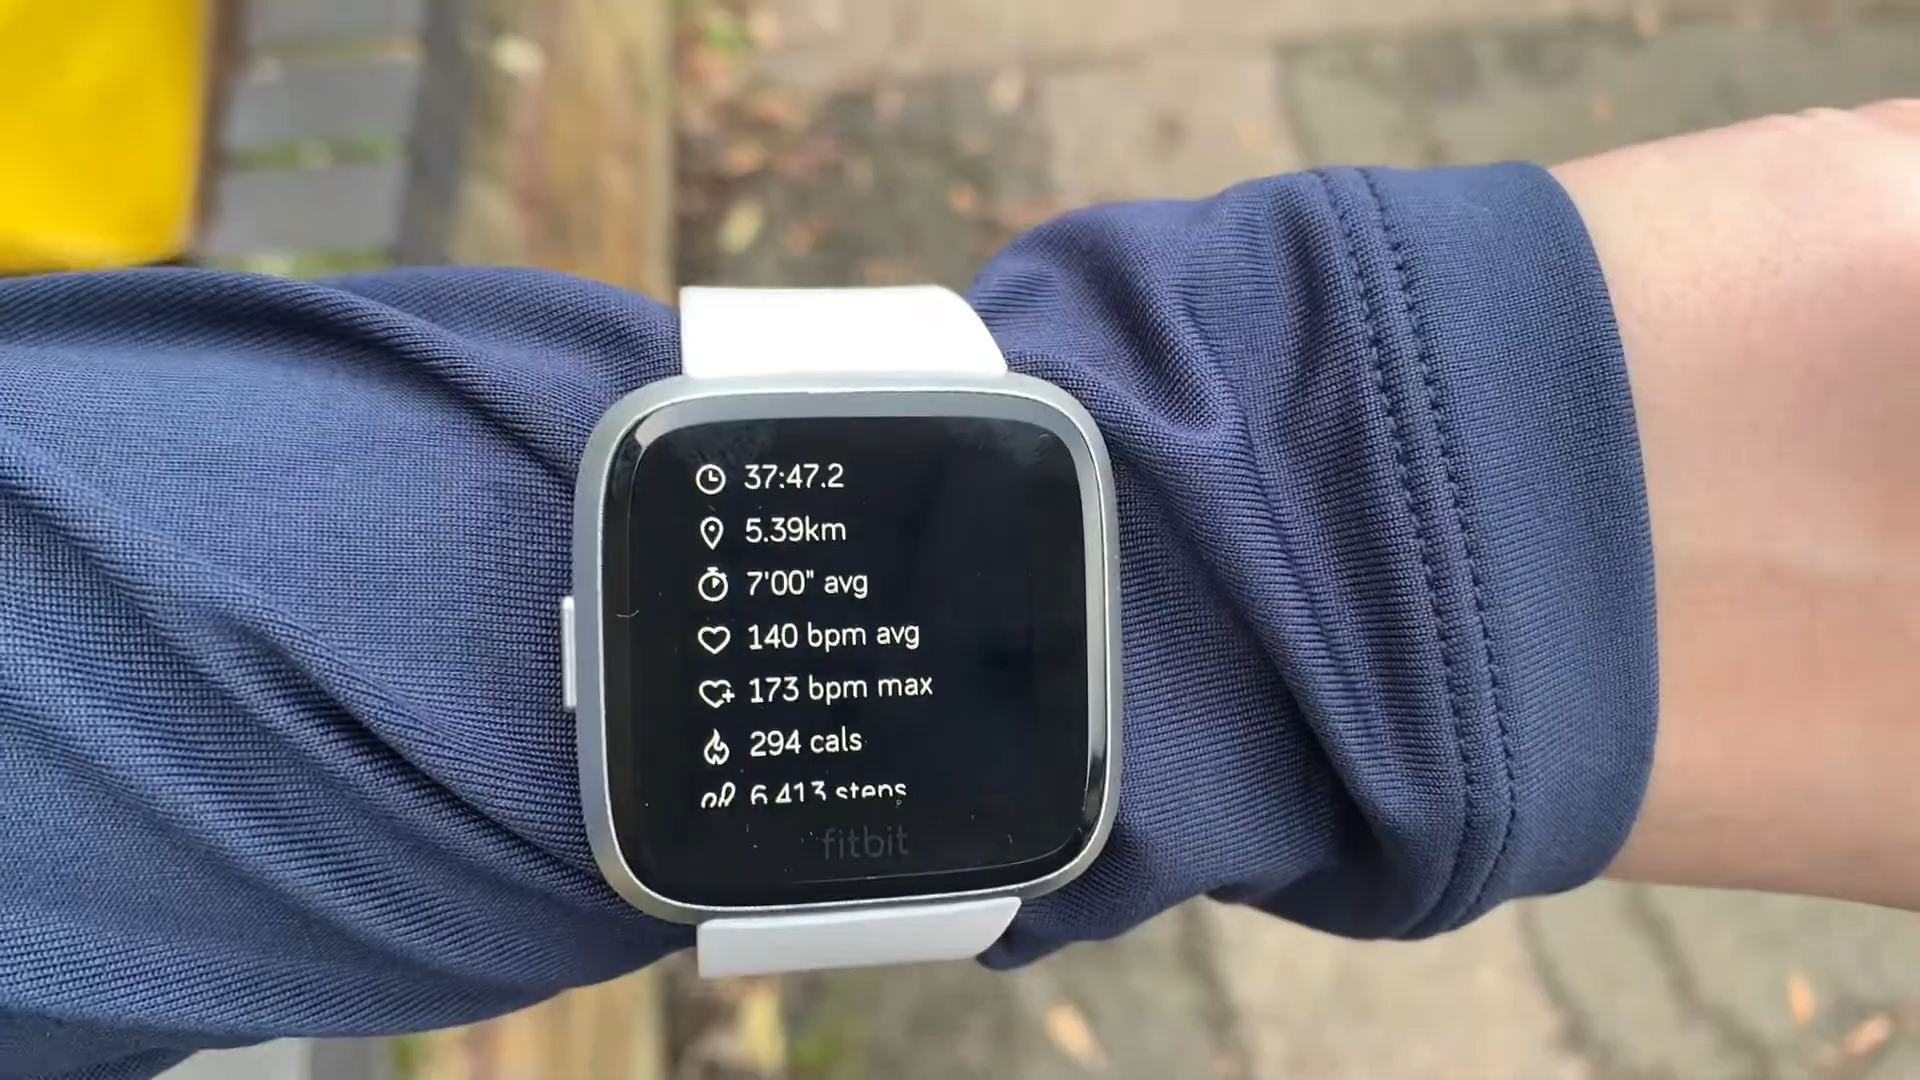 37:47.2
5.39km
7'00" avg
140 bpm avg
173 bpm max
294 cals
6,413 steps
fitbit